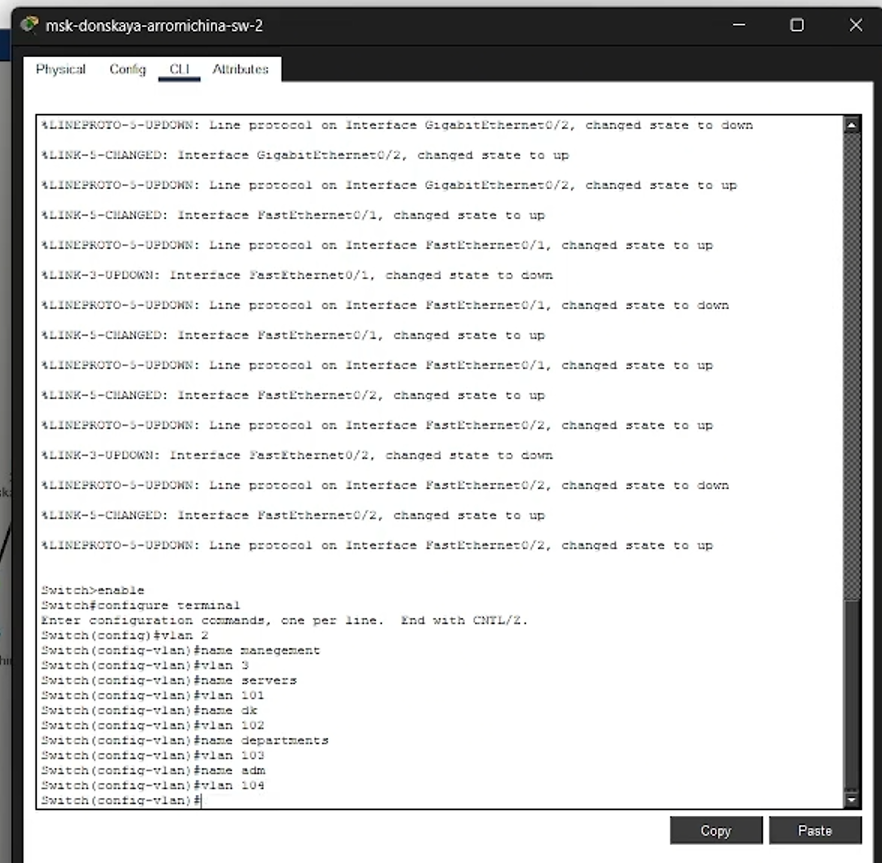 msk-donskaya-arromichina-sw-2
Physical Config CLI Attributes
%LINEPROTO-5-UPDOWN: Line protocol on Interface GigabitEthernet0/2, changed state to down
%LINK-5-CHANGED: Interface GigabitEthernet0/2, changed state to up
%LINEPROTO-5-UPDOWN: Line protocol on Interface GigabitEthernet0/2, changed state to up
%LINK-5-CHANGED: Interface FastEthernet0/1, changed state to up
%LINEPROTO-5-UPDOWN: Line protocol on Interface FastEthernet0/1, changed state to up
%LINK-3-UPDOWN: Interface FastEthernet0/1, changed state to down
%LINEPROTO-5-UPDOWN: Line protocol on Interface FastEthernet0/1, changed state to down
%LINK-5-CHANGED: Interface FastEthernet0/1, changed state to up
%LINEPROTO-5-UPDOWN: Line protocol on Interface FastEthernet0/1, changed state to up
%LINK-5-CHANGED: Interface FastEthernet0/2, changed state to up
%LINEPROTO-5-UPDOWN: Line protocol on Interface FastEthernet0/2, changed state to up
%LINK-3-UPDOWN: Interface FastEthernet0/2, changed state to down
%LINEPROTO-5-UPDOWN: Line protocol on Interface FastEthernet0/2, changed state to down
%LINK-5-CHANGED: Interface FastEthernet0/2, changed state to up
%LINEPROTO-5-UPDOWN: Line protocol on Interface FastEthernet0/2, changed state to up
Switch>enable
Switch#configure terminal
Enter configuration commands, one per line. End with CNTL/Z.
Switch(config)#vlan 2
Switch(config-vlan)#name manegement
Switch(config-vlan)#vlan 3
Switch(config-vlan)#name servers
Switch(config-vlan)#vlan 101
Switch(config-vlan)#name dk
Switch(config-vlan)#vlan 102
Switch(config-vlan)#name departments
Switch(config-vlan)#vlan 103
Switch(config-vlan)#name adm
Switch(config-vlan)#vlan 104
Switch(config-vlan)#
Copy Paste